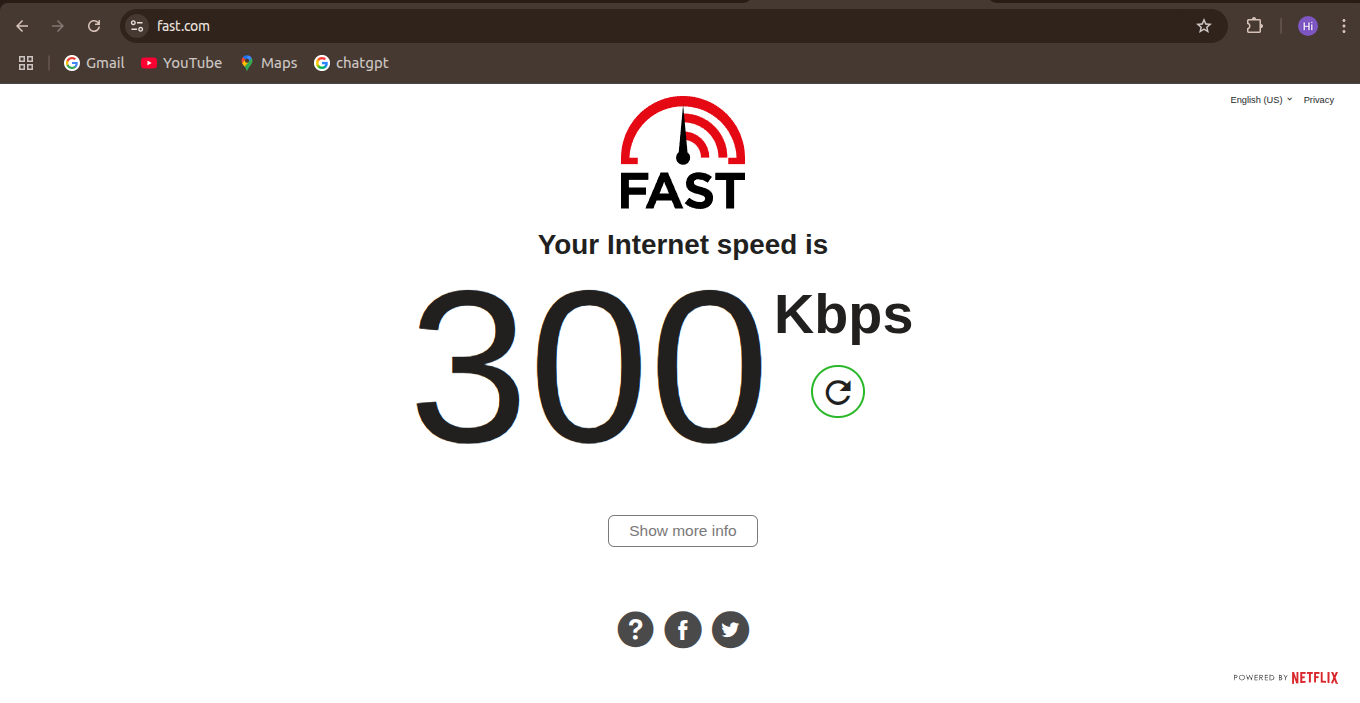 fast.com
Hi
Gmail
YouTube
Maps
chatgpt
English (US)
Privacy
FAST
Your Internet speed is
300 Kbps
Show more info
POWERED BY NETFLIX